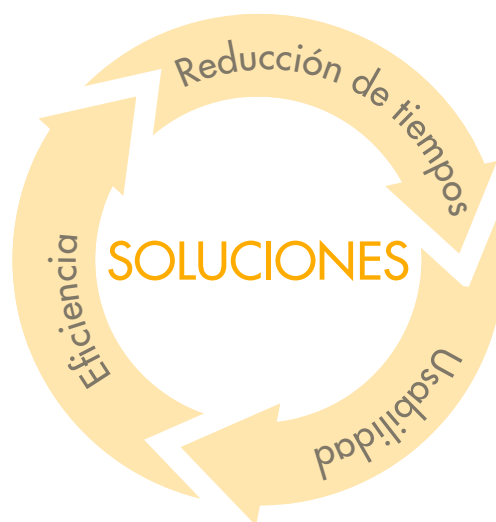 Reducción de tiempos
SOLUCIONES
Eficiencia
Usabilidad